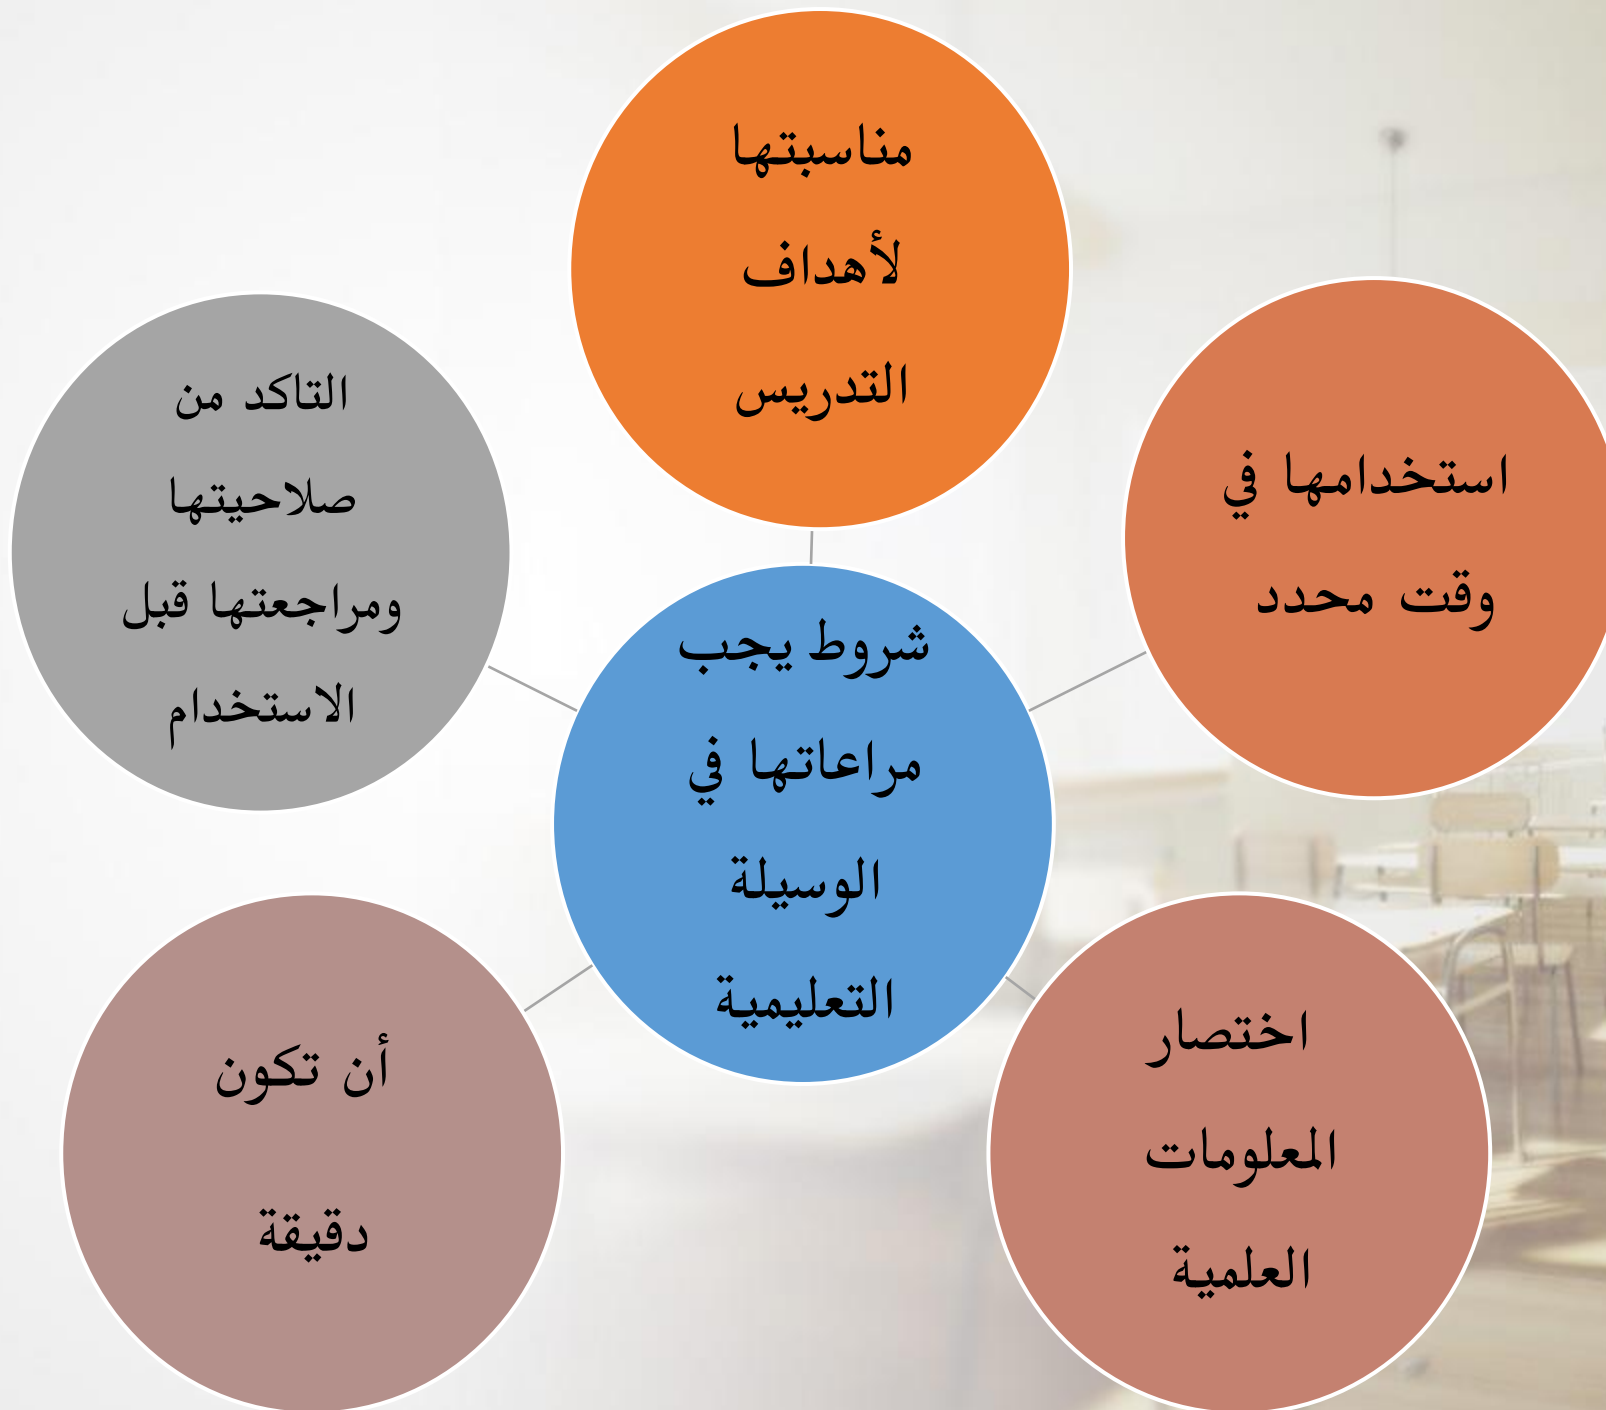 مناسبتها
لأهداف
التدريس
استخدامها في
وقت محدد
اختصار
المعلومات
العلمية
أن تكون
دقيقة
التاكد من
صلاحيتها
ومراجعتها قبل
الاستخدام
شروط يجب
مراعاتها في
الوسيلة
التعليمية